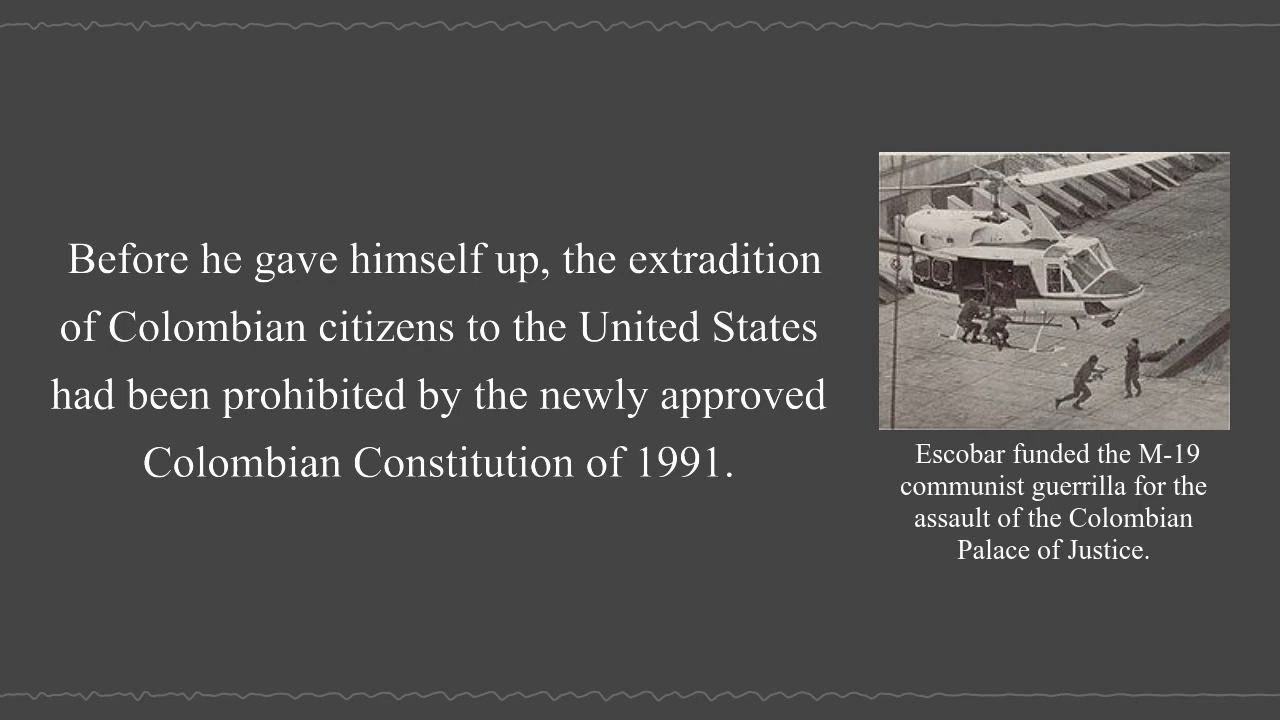 Before he gave himself up, the extradition
of Colombian citizens to the United States
had been prohibited by the newly approved
Colombian Constitution of 1991.
Escobar funded the M-19
communist guerrilla for the
assault of the Colombian
Palace of Justice.